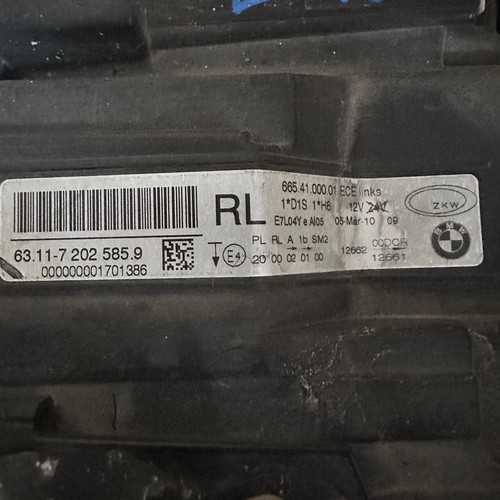 665.41.000.01 ECE links
RL
1*D1S 1*H8 12V
ZKW
E7L04Y e AI05 05-Mär-10 09
BMW
63.11-7 202 585.9
PL RL A 1b SM2
E4
20 00 02 01 00
12662
12661
000000001701386